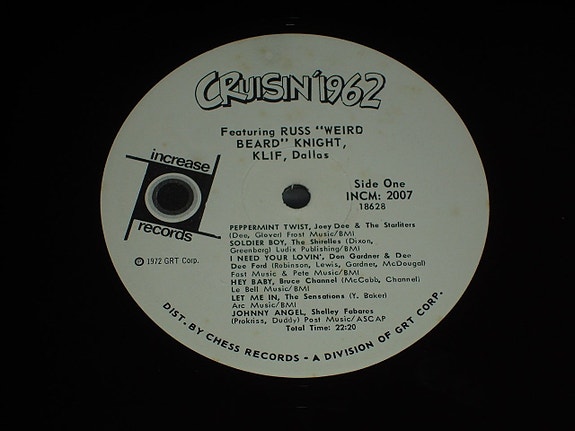 CRUISIN' 1962
Featuring RUSS "WEIRD
BEARD" KNIGHT,
KLIF, Dallas
increase
records
Side One
INCM: 2007
18628
© 1972 GRT Corp.
PEPPERMINT TWIST, Joey Dee & The Starliters
(Dee, Glover) Frost Music/BMI
SOLDIER BOY, The Shirelles (Dixon,
Greenberg) Ludix Publishing/BMI
I NEED YOUR LOVIN', Don Gardner & Dee
Dee Ford (Robinson, Lewis, Gardner, McDougal)
Fast Music & Pete Music/BMI
HEY BABY, Bruce Channel (McCobb, Channel)
Le Bell Music/BMI
LET ME IN, The Sensations (Y. Baker)
Arc Music/BMI
JOHNNY ANGEL, Shelley Fabares
(Prokriss, Duddy) Post Music/ASCAP
Total Time: 22:20
DIST. BY CHESS RECORDS - A DIVISION OF GRT CORP.